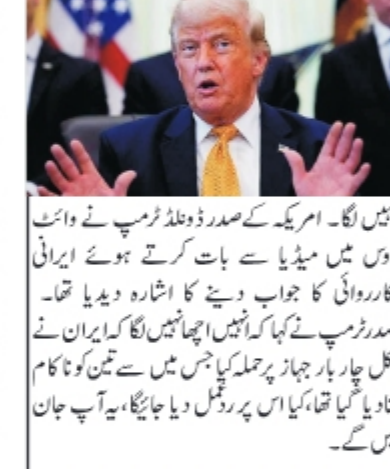 ہیں لگا۔ امریکہ کے صدر ڈونلڈ ٹرمپ نے وائٹ
وس میں میڈیا سے بات کرتے ہوئے ایرانی
کارروائی کا جواب دینے کا اشارہ دیدیا تھا۔
صدر ٹرمپ نے کہا کہ انہیں اچھا نہیں لگا کہ ایران نے
کل چار بار جہاز پر حملہ کیا جس میں سے تین کو ناکام
نادیا گیا تھا، کیا اس پر ردعمل دیا جائیگا، یہ آپ جان
یں گے۔